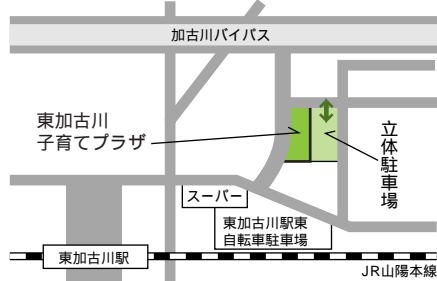 加古川バイパス
東加古川
子育てプラザ
立体駐車場
スーパー
東加古川駅東
自転車駐車場
東加古川駅
JR山陽本線